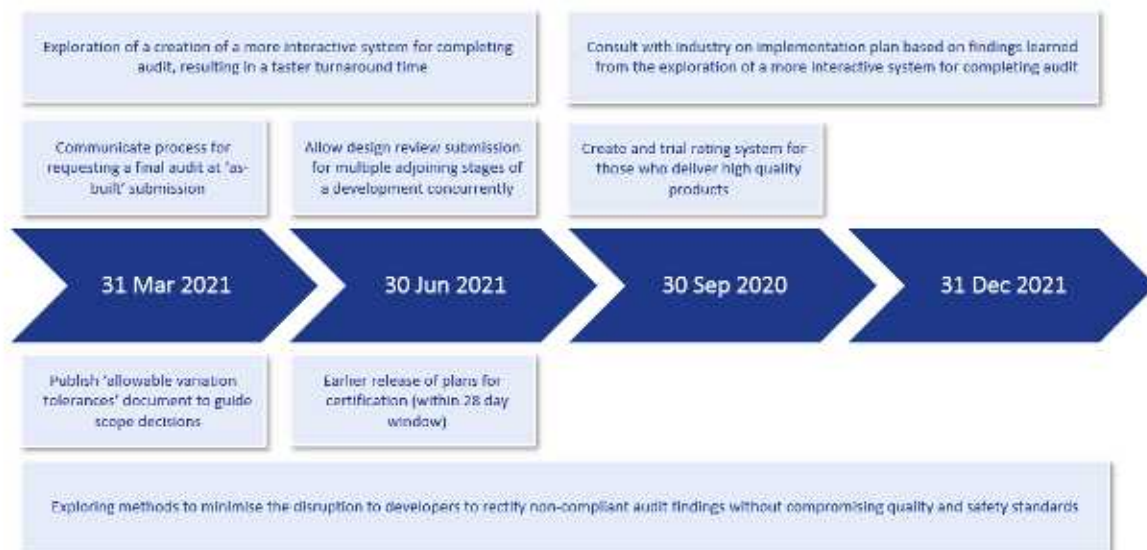 Exploration of a creation of a more interactive system for completing
audit, resulting in a faster turnaround time
Consult with industry on implementation plan based on findings learned
from the exploration of a more interactive system for completing audit
Communicate process for
requesting a final audit at 'as-
built' submission
Allow design review submission
for multiple adjoining stages of
a development concurrently
Create and trial rating system for
those who deliver high quality
products
31 Mar 2021
30 Jun 2021
30 Sep 2020
31 Dec 2021
Publish 'allowable variation
tolerances' document to guide
scope decisions
Earlier release of plans for
certification (within 28 day
window)
Exploring methods to minimise the disruption to developers to rectify non-compliant audit findings without compromising quality and safety standards